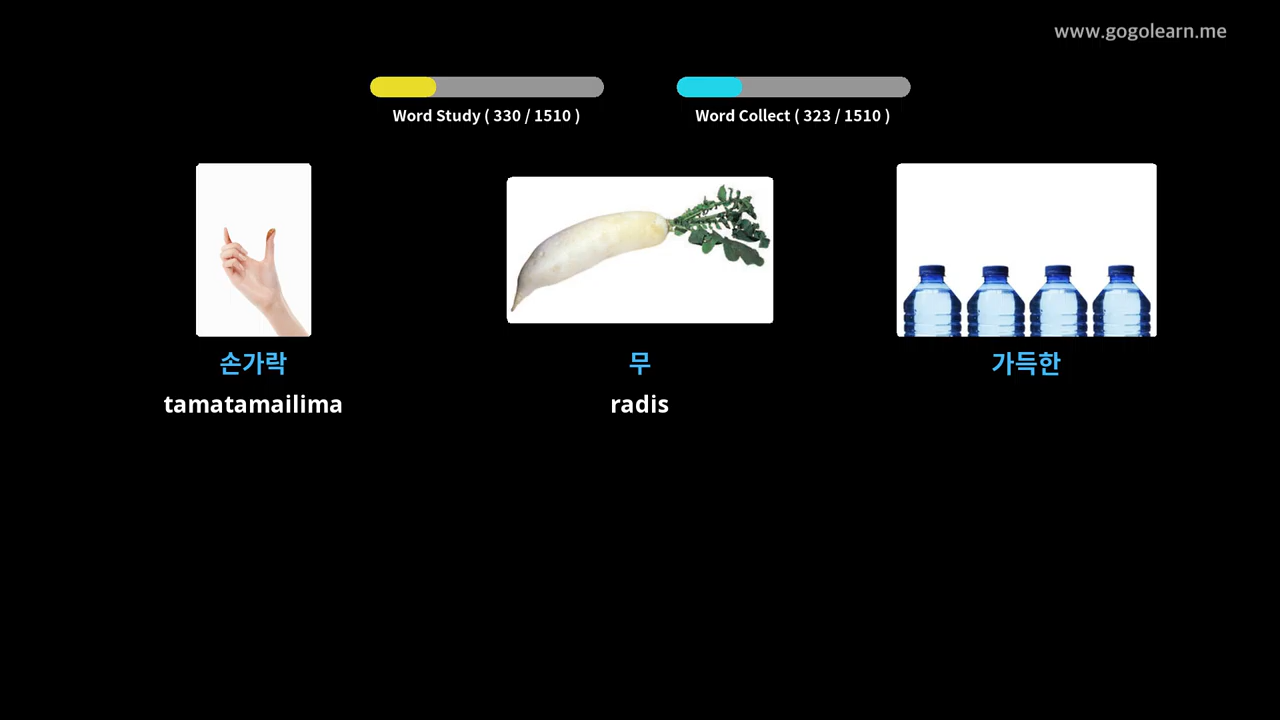 www.gogolearn.me
Word Study ( 330 / 1510 )
Word Collect ( 323 / 1510 )
손가락
무
가득한
tamatamailima
radis